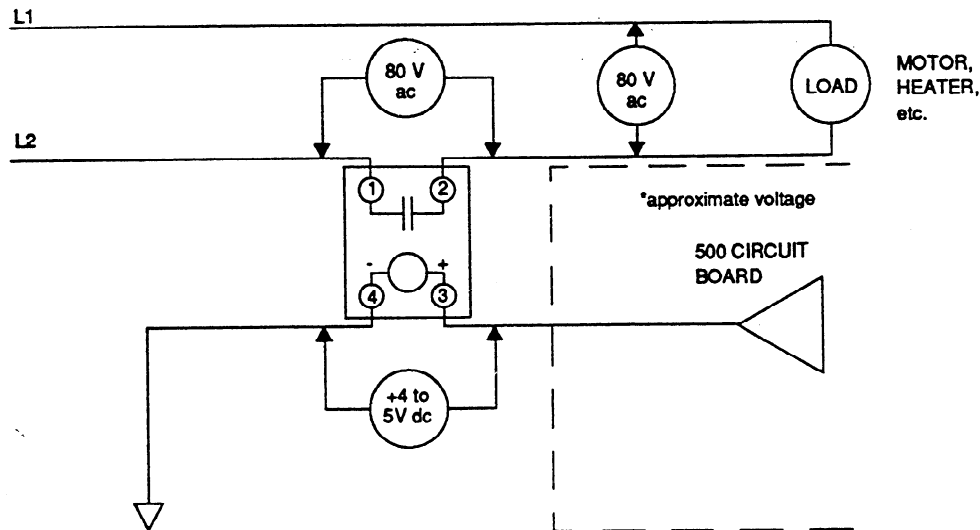 L1
80 V
ac
80 V
ac
LOAD
MOTOR,
HEATER,
etc.
L2
1
2
*approximate voltage
500 CIRCUIT
BOARD
-
+
4
3
+4 to
5V dc